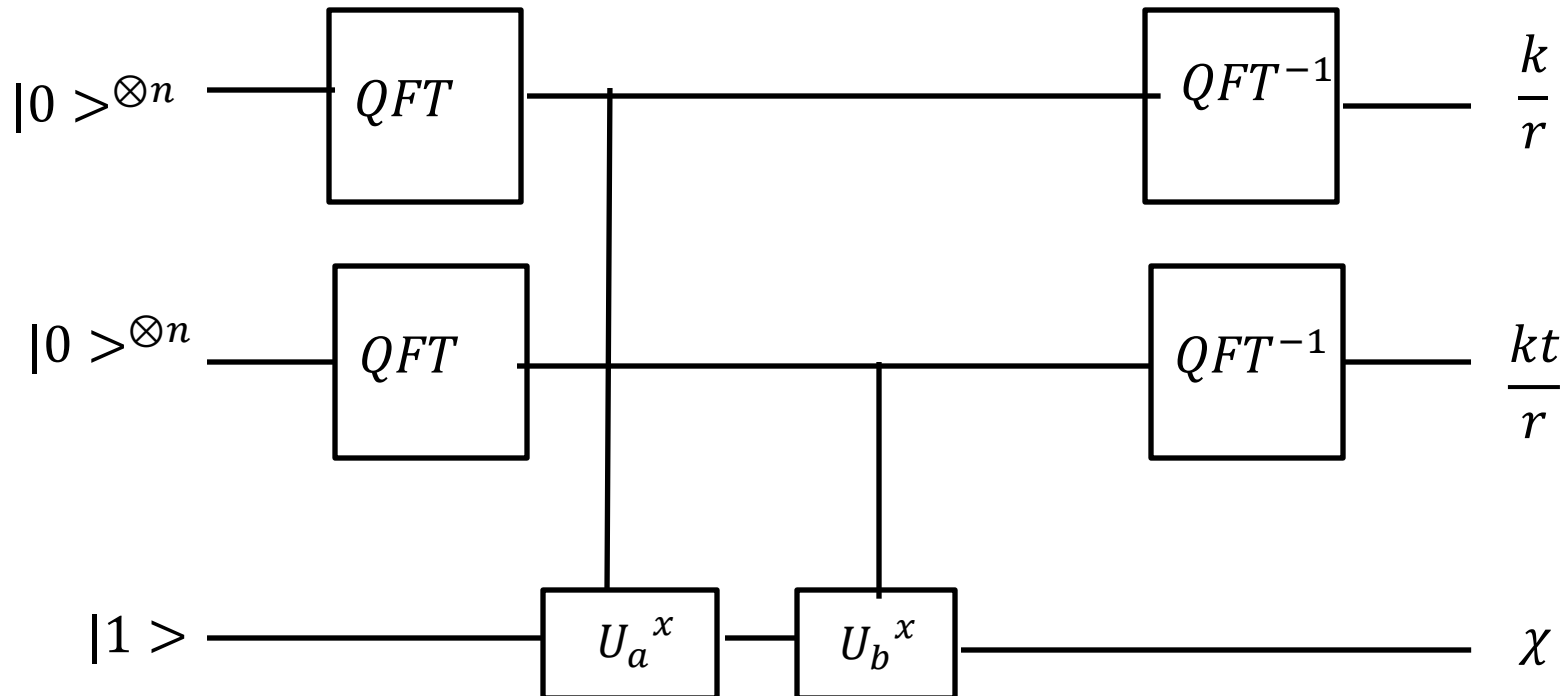 |0 >^{⊗n} QFT QFT^{−1} k/r
|0 >^{⊗n} QFT QFT^{−1} kt/r
|1 > U_a^x U_b^x χ